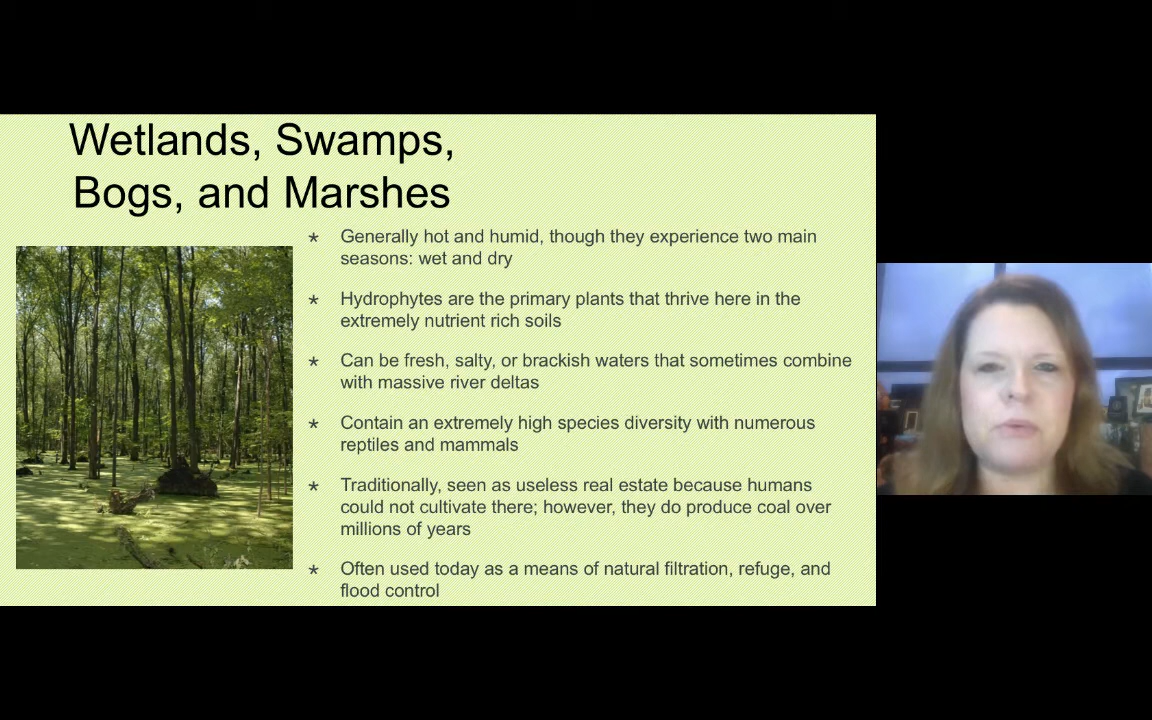 Wetlands, Swamps,
Bogs, and Marshes
* Generally hot and humid, though they experience two main
seasons: wet and dry
* Hydrophytes are the primary plants that thrive here in the
extremely nutrient rich soils
* Can be fresh, salty, or brackish waters that sometimes combine
with massive river deltas
* Contain an extremely high species diversity with numerous
reptiles and mammals
* Traditionally, seen as useless real estate because humans
could not cultivate there; however, they do produce coal over
millions of years
* Often used today as a means of natural filtration, refuge, and
flood control